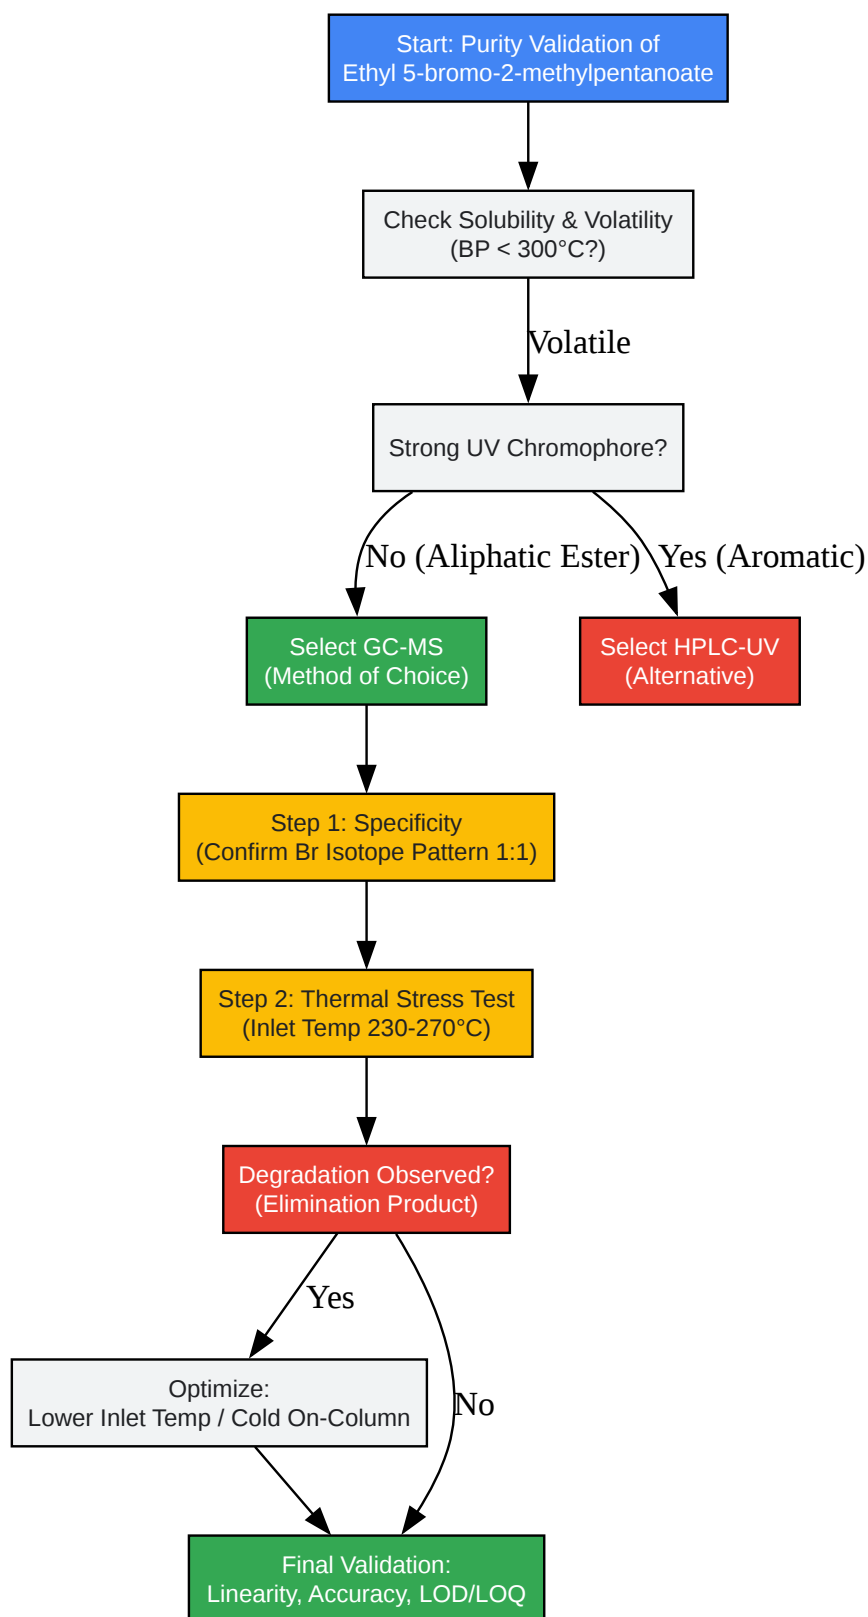 Start: Purity Validation of
Ethyl 5-bromo-2-methylpentanoate
Check Solubility & Volatility
(BP < 300°C?)
Volatile
Strong UV Chromophore?
No (Aliphatic Ester)
Yes (Aromatic)
Select GC-MS
(Method of Choice)
Select HPLC-UV
(Alternative)
Step 1: Specificity
(Confirm Br Isotope Pattern 1:1)
Step 2: Thermal Stress Test
(Inlet Temp 230-270°C)
Degradation Observed?
(Elimination Product)
Yes
Optimize:
Lower Inlet Temp / Cold On-Column
No
Final Validation:
Linearity, Accuracy, LOD/LOQ